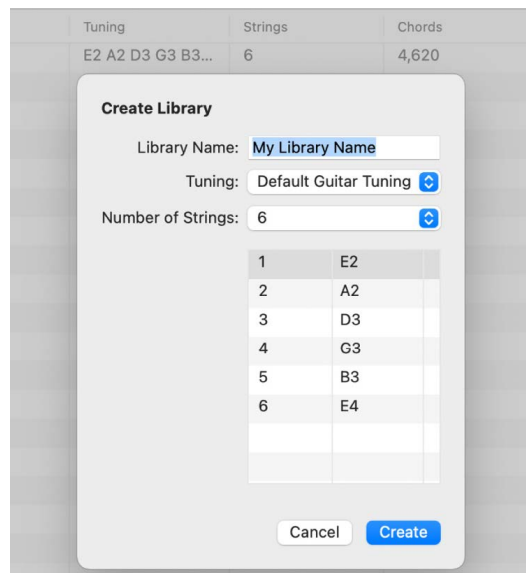 Tuning Strings Chords
E2 A2 D3 G3 B3... 6 4,620
Create Library
Library Name: My Library Name
Tuning: Default Guitar Tuning
Number of Strings: 6
1 E2
2 A2
3 D3
4 G3
5 B3
6 E4
Cancel Create